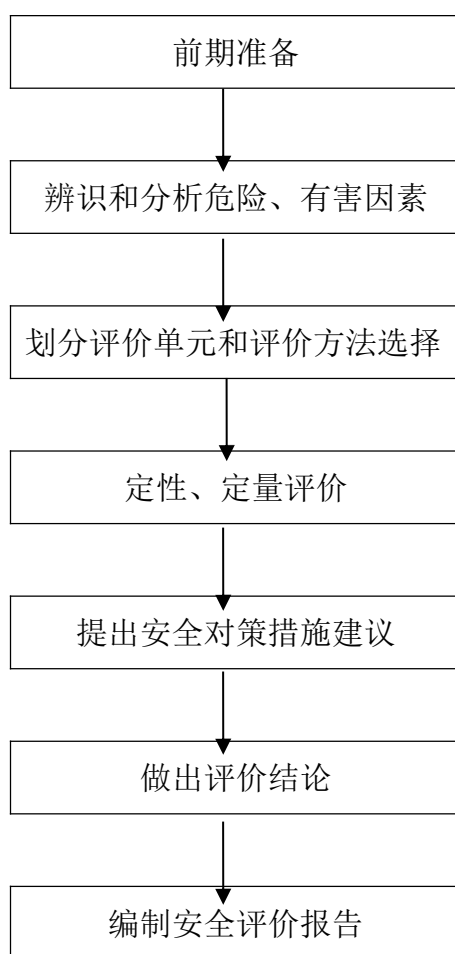 前期准备
辨识和分析危险、有害因素
划分评价单元和评价方法选择
定性、定量评价
提出安全对策措施建议
做出评价结论
编制安全评价报告